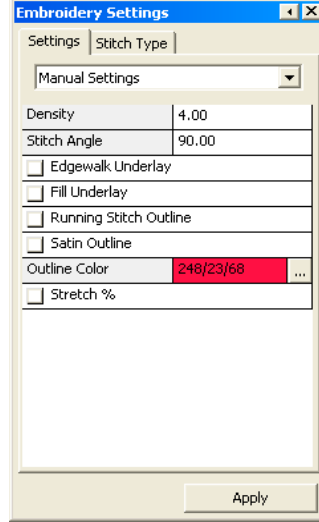 Embroidery Settings
Settings Stitch Type
Manual Settings
Density 4.00
Stitch Angle 90.00
Edgewalk Underlay
Fill Underlay
Running Stitch Outline
Satin Outline
Outline Color 248/23/68 ...
Stretch %
Apply